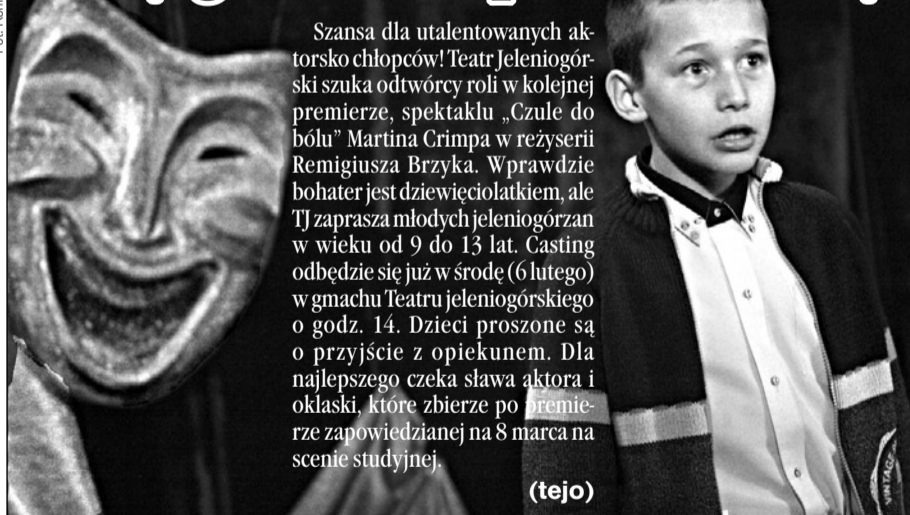 Szansa dla utalentowanych ak-
torsko chłopców! Teatr Jeleniogór-
ski szuka odtwórcy roli w kolejnej
premierze, spektaklu „Czule do
bólu” Martina Crimpa w reżyserii
Remigiusza Brzyka. Wprawdzie
bohater jest dziewięciolatkiem, ale
TJ zaprasza młodych jeleniogórzan
w wieku od 9 do 13 lat. Casting
odbędzie się już w środę (6 lutego)
w gmachu Teatru jeleniogórskiego
o godz. 14. Dzieci proszone są
o przyjście z opiekunem. Dla
najlepszego czeka sława aktora i
oklaski, które zbierze po premie-
rze zapowiedzianej na 8 marca na
scenie studyjnej.
(tejo)
VINTAGE